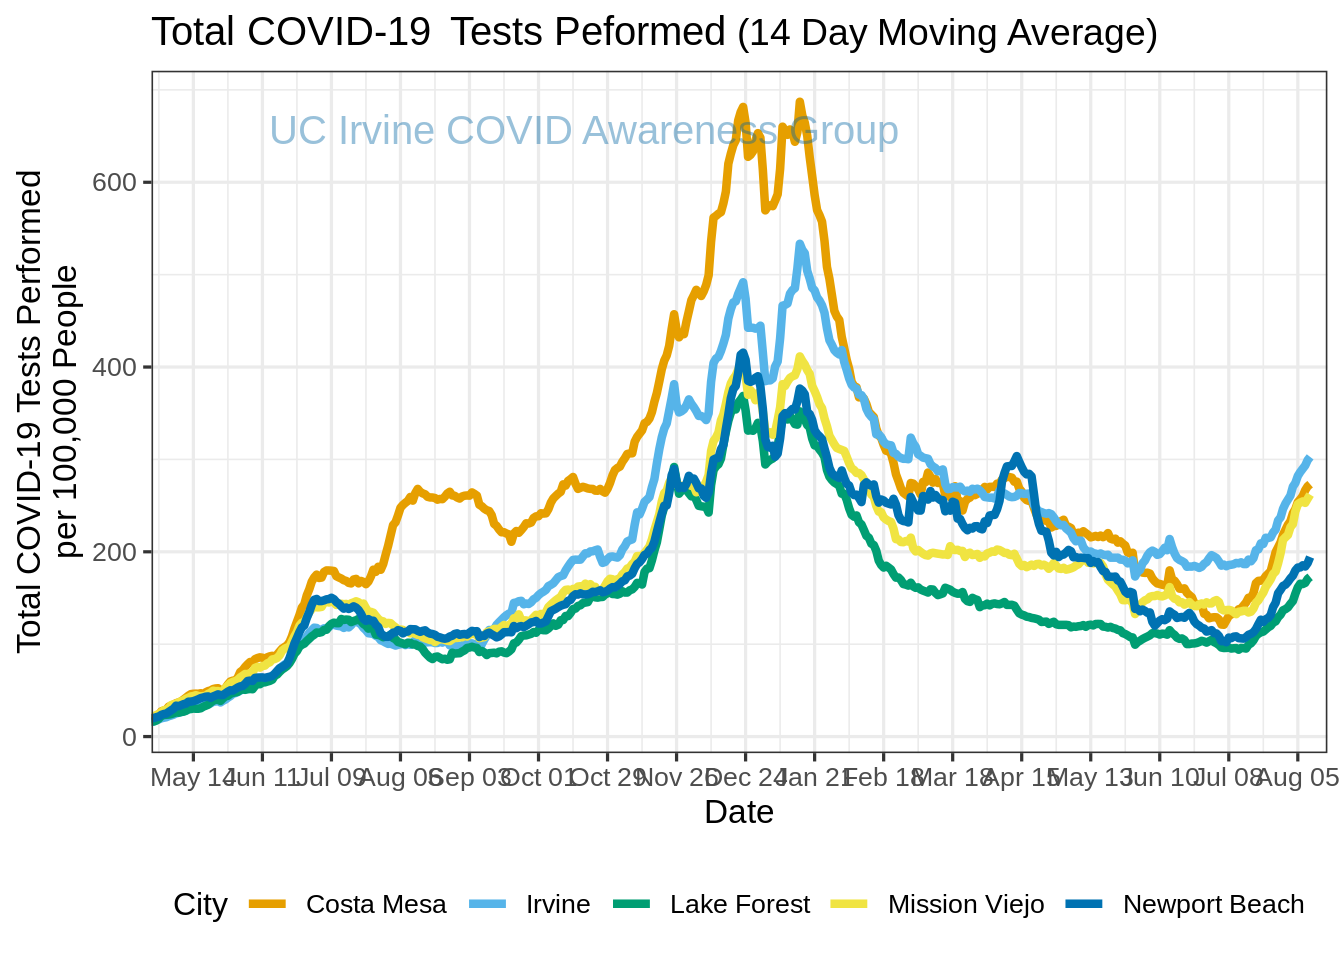 Total COVID-19 Tests Peformed (14 Day Moving Average)
UC Irvine COVID Awareness Group
Total COVID-19 Tests Performed
per 100,000 People
600
400
200
0
May 14 Jun 11 Jul 09 Aug 06 Sep 03 Oct 01 Oct 29 Nov 26 Dec 24 Jan 21 Feb 18 Mar 18 Apr 15 May 13 Jun 10 Jul 08 Aug 05
Date
City Costa Mesa Irvine Lake Forest Mission Viejo Newport Beach